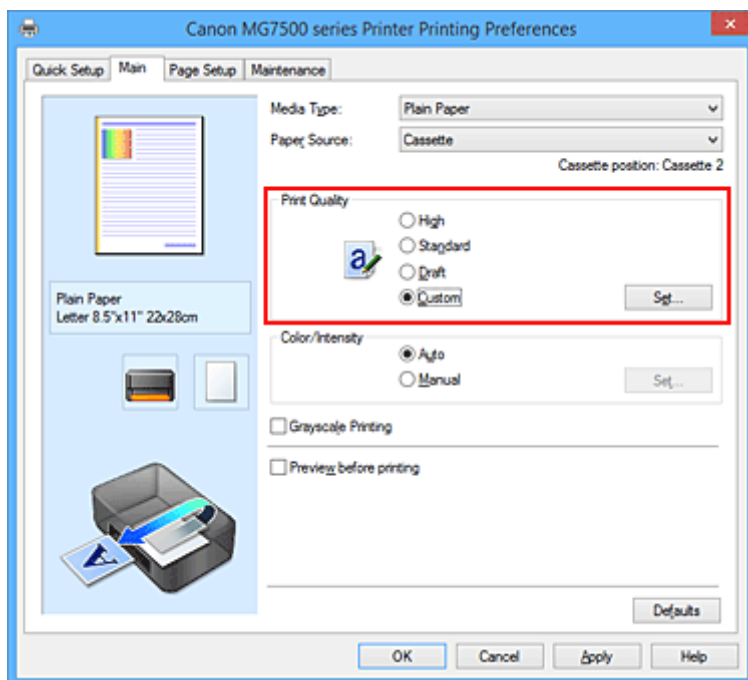 Canon MG7500 series Printer Printing Preferences
Quick Setup Main Page Setup Maintenance
Media Type: Plain Paper
Paper Source: Cassette
Cassette position: Cassette 2
Print Quality
High
Standard
Draft
Custom Set...
Plain Paper
Letter 8.5"x11" 22x28cm
Color/Intensity
Auto
Manual Set...
Grayscale Printing
Preview before printing
Defaults
OK Cancel Apply Help